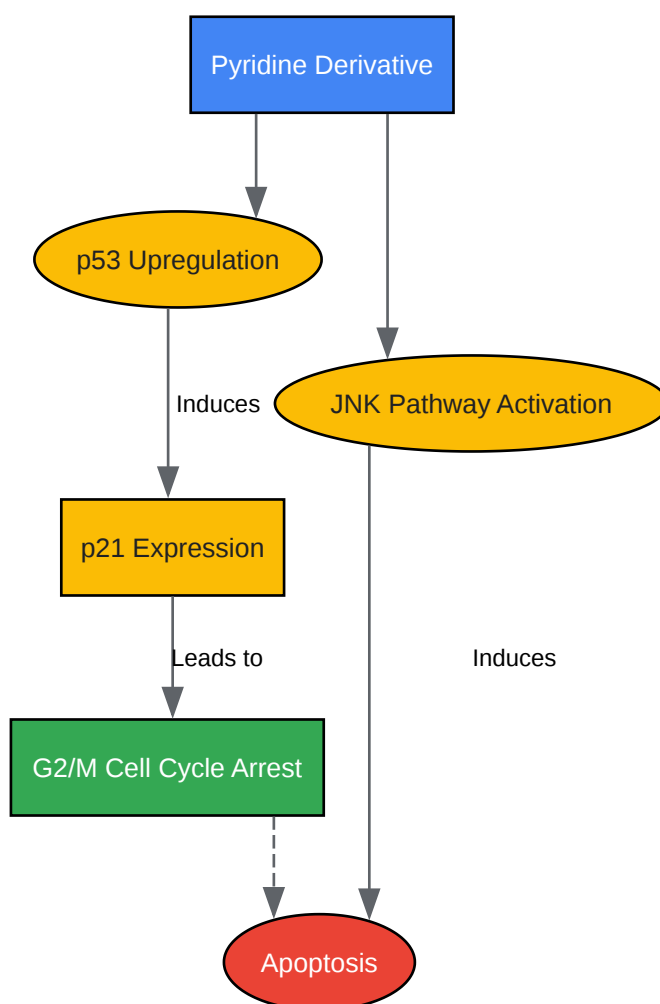 Pyridine Derivative
p53 Upregulation
Induces
JNK Pathway Activation
p21 Expression
Leads to
Induces
G2/M Cell Cycle Arrest
Apoptosis